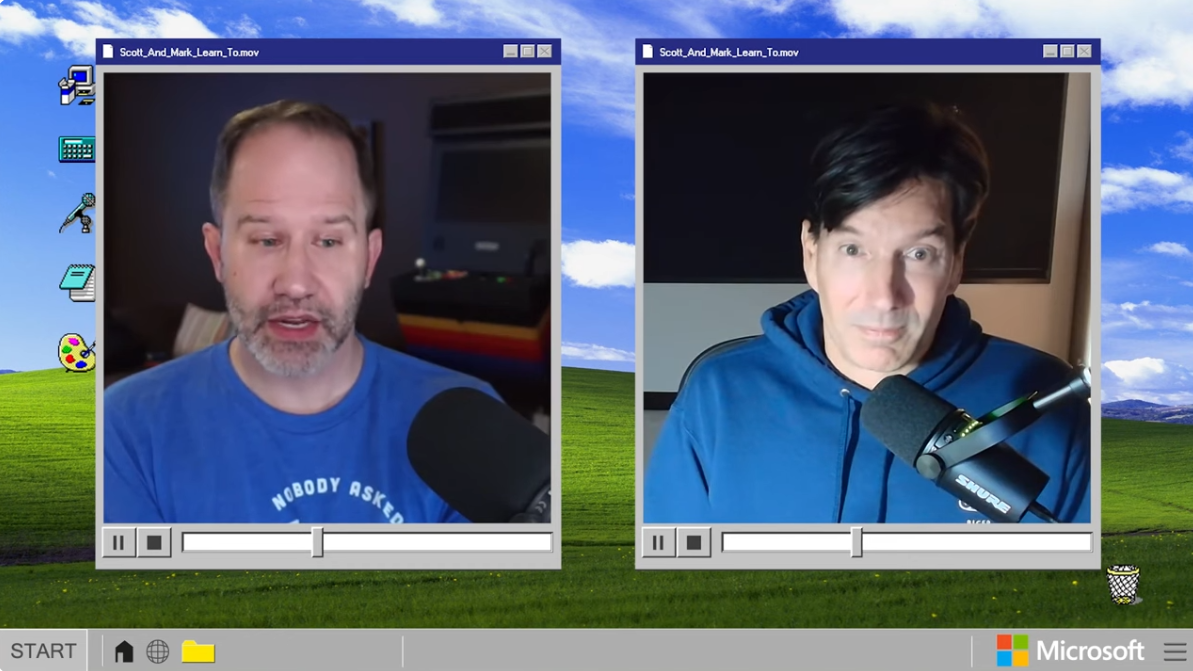 Scott_And_Mark_Learn_To.mov
Scott_And_Mark_Learn_To.mov
NOBODY ASKED
SHURE
START
Microsoft